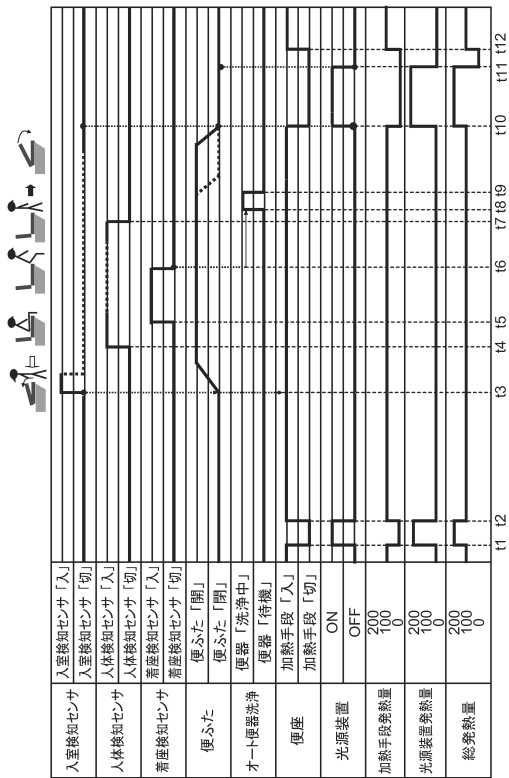 入室検知センサ
入室検知センサ「入」
入室検知センサ「切」
人体検知センサ
人体検知センサ「入」
人体検知センサ「切」
着座検知センサ
着座検知センサ「入」
着座検知センサ「切」
便ふた
便ふた「開」
便ふた「閉」
オート便器洗浄
便器「洗浄中」
便器「待機」
便座
加熱手段「入」
加熱手段「切」
光源装置
ON
OFF
加熱手段発熱量
200
100
0
光源装置発熱量
200
100
0
総発熱量
200
100
0
t1 t2 t3 t4 t5 t6 t7 t8 t9 t10 t11 t12